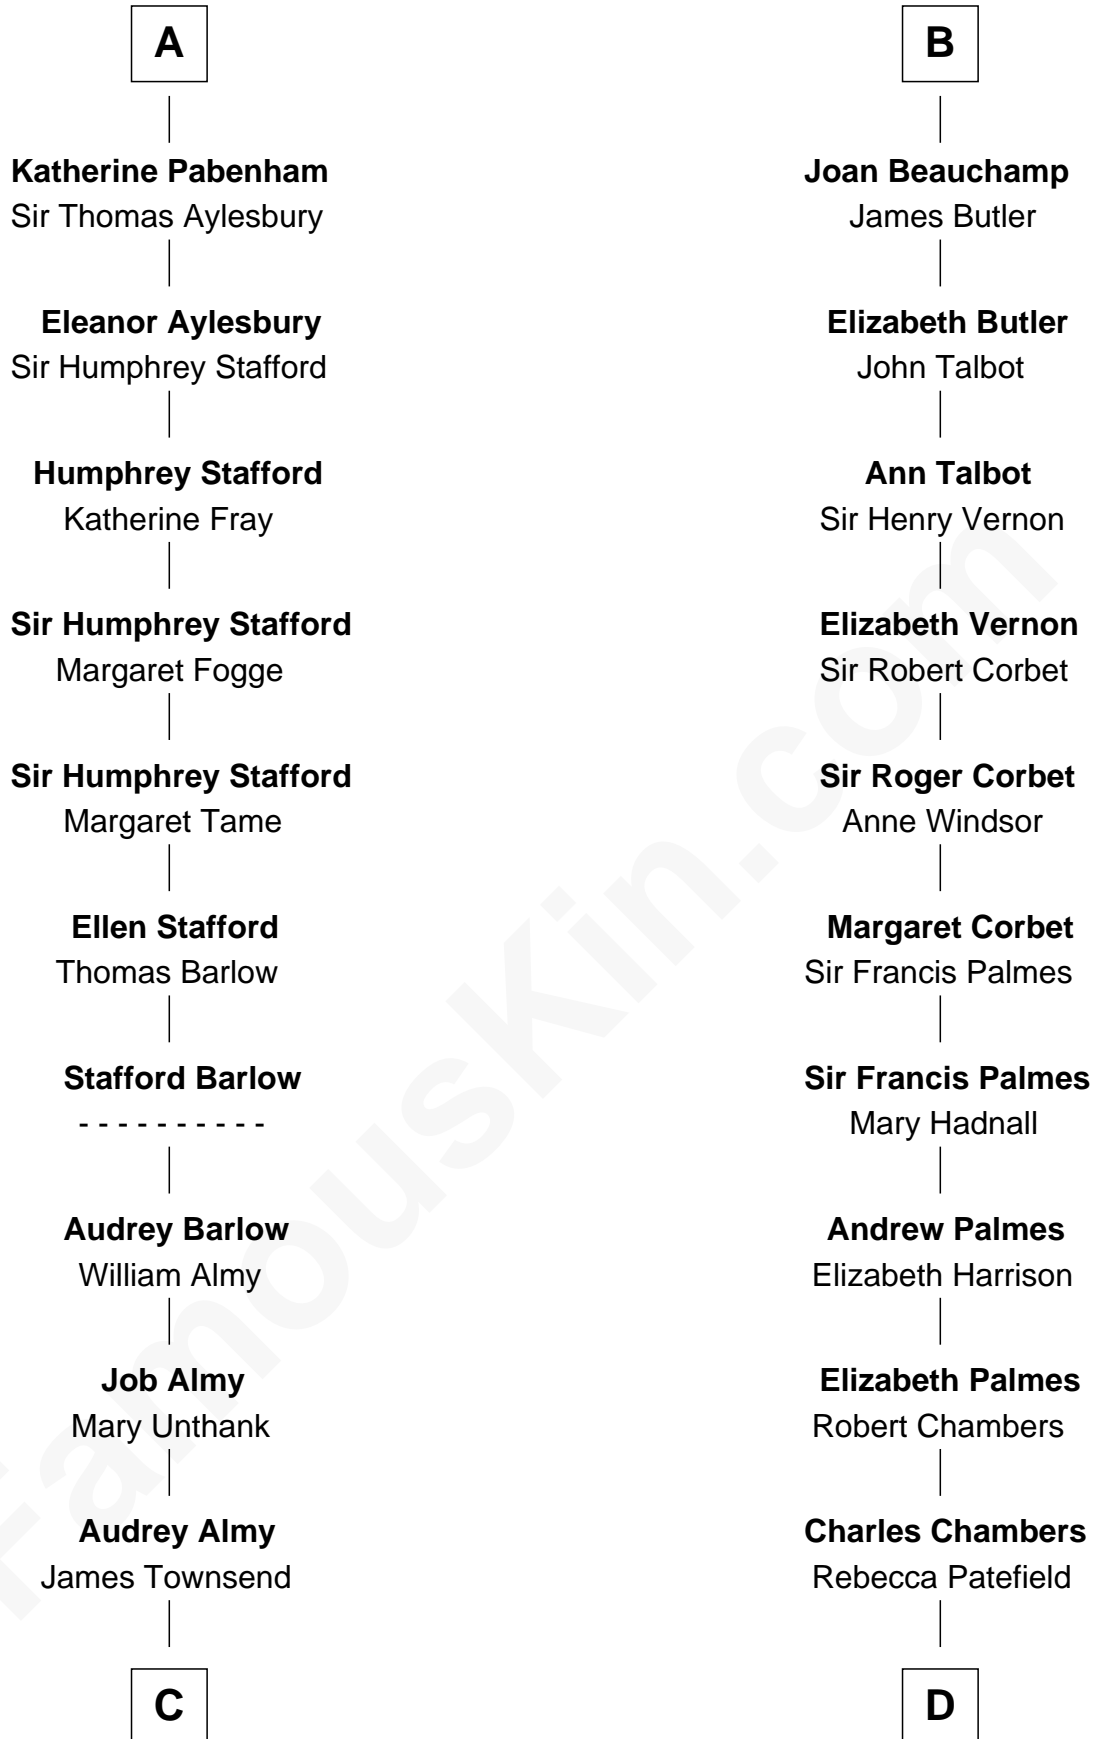 A
Katherine Pabenham
Sir Thomas Aylesbury
Eleanor Aylesbury
Sir Humphrey Stafford
Humphrey Stafford
Katherine Fray
Sir Humphrey Stafford
Margaret Fogge
Sir Humphrey Stafford
Margaret Tame
Ellen Stafford
Thomas Barlow
Stafford Barlow
- - - - - - - - - -
Audrey Barlow
William Almy
Job Almy
Mary Unthank
Audrey Almy
James Townsend
C
B
Joan Beauchamp
James Butler
Elizabeth Butler
John Talbot
Ann Talbot
Sir Henry Vernon
Elizabeth Vernon
Sir Robert Corbet
Sir Roger Corbet
Anne Windsor
Margaret Corbet
Sir Francis Palmes
Sir Francis Palmes
Mary Hadnall
Andrew Palmes
Elizabeth Harrison
Elizabeth Palmes
Robert Chambers
Charles Chambers
Rebecca Patefield
D
FamousKin.com